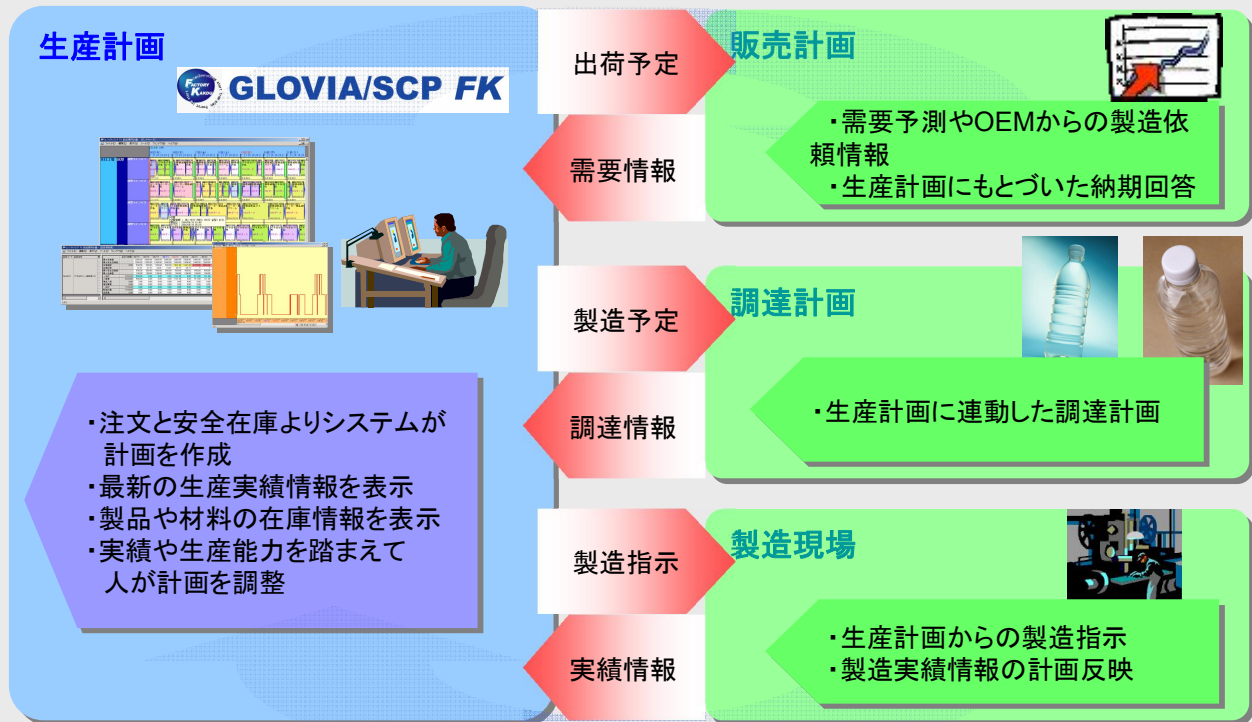 生産計画
FACTORY KAKOU
GLOVIA/SCP FK
・注文と安全在庫よりシステムが
計画を作成
・最新の生産実績情報を表示
・製品や材料の在庫情報を表示
・実績や生産能力を踏まえて
人が計画を調整
出荷予定
需要情報
販売計画
・需要予測やOEMからの製造依
頼情報
・生産計画にもとづいた納期回答
製造予定
調達情報
調達計画
・生産計画に連動した調達計画
製造指示
実績情報
製造現場
・生産計画からの製造指示
・製造実績情報の計画反映